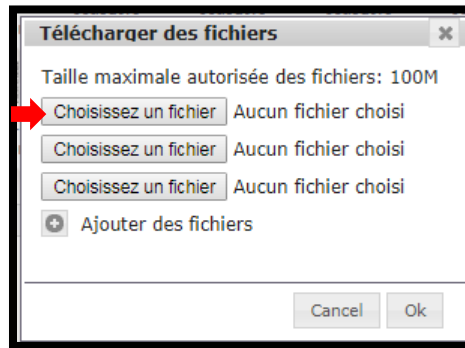 Télécharger des fichiers
Taille maximale autorisée des fichiers: 100M
Choisissez un fichier Aucun fichier choisi
Choisissez un fichier Aucun fichier choisi
Choisissez un fichier Aucun fichier choisi
Ajouter des fichiers
Cancel Ok